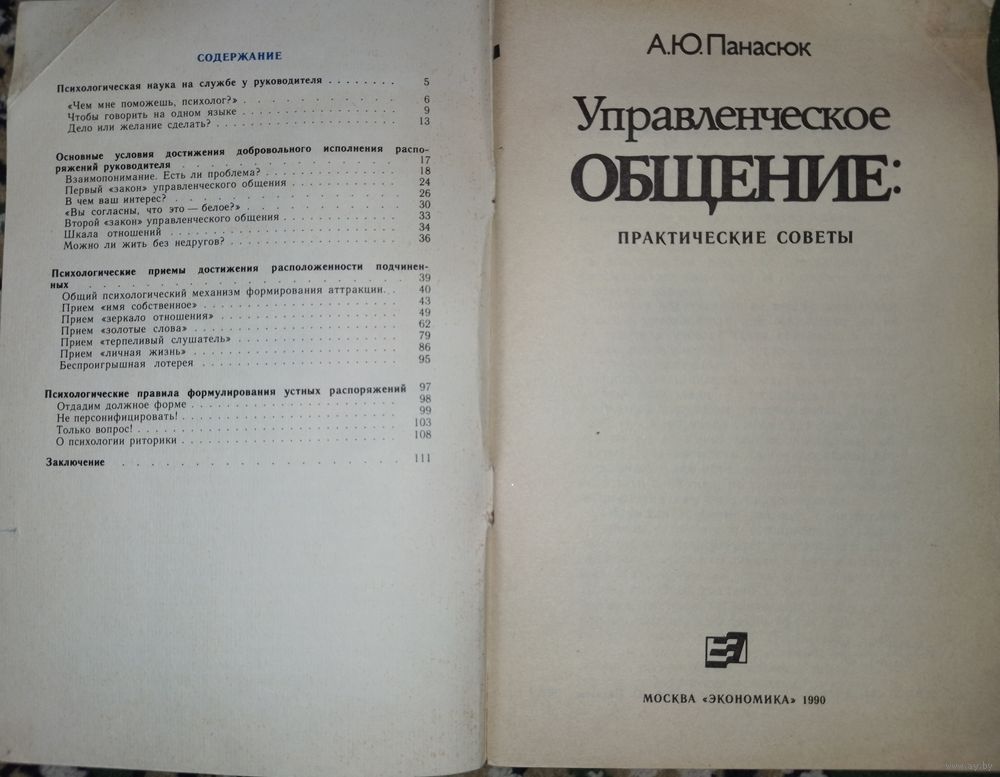 СОДЕРЖАНИЕ
Психологическая наука на службе у руководителя . . . . . . . . 5
«Чем мне поможешь, психолог?» . . . . . . . . . . . 6
Чтобы говорить на одном языке . . . . . . . . . . . 9
Дело или желание сделать? . . . . . . . . . . . . . 13
Основные условия достижения добровольного исполнения распо-
ряжений руководителя . . . . . . . . . . . . . . . 17
Взаимопонимание. Есть ли проблема? . . . . . . . . . 18
Первый «закон» управленческого общения . . . . . . . 24
В чем ваш интерес? . . . . . . . . . . . . . . . . 26
«Вы согласны, что это — белое?» . . . . . . . . . . 30
Второй «закон» управленческого общения . . . . . . . 33
Шкала отношений . . . . . . . . . . . . . . . . . 34
Можно ли жить без недругов? . . . . . . . . . . . . 36
Психологические приемы достижения расположенности подчинен-
ных . . . . . . . . . . . . . . . . . . . . . . 39
Общий психологический механизм формирования аттракции. . 40
Прием «имя собственное» . . . . . . . . . . . . . . 43
Прием «зеркало отношения» . . . . . . . . . . . . . 49
Прием «золотые слова» . . . . . . . . . . . . . . . 62
Прием «терпеливый слушатель» . . . . . . . . . . . . 79
Прием «личная жизнь» . . . . . . . . . . . . . . . 86
Беспроигрышная лотерея . . . . . . . . . . . . . . 95
Психологические правила формулирования устных распоряжений 97
Отдадим должное форме . . . . . . . . . . . . . . . 98
Не персонифицировать! . . . . . . . . . . . . . . . 99
Только вопрос! . . . . . . . . . . . . . . . . . . 103
О психологии риторики . . . . . . . . . . . . . . . 108
Заключение . . . . . . . . . . . . . . . . . . . 111
А.Ю.Панасюк
Управленческое
ОБЩЕНИЕ:
ПРАКТИЧЕСКИЕ СОВЕТЫ
МОСКВА «ЭКОНОМИКА» 1990
www.ay.by